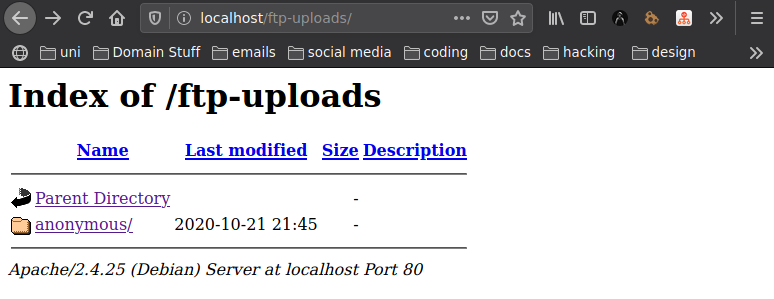 localhost/ftp-uploads/
uni Domain Stuff emails social media coding docs hacking design
Index of /ftp-uploads
Name Last modified Size Description
Parent Directory -
anonymous/ 2020-10-21 21:45 -
Apache/2.4.25 (Debian) Server at localhost Port 80